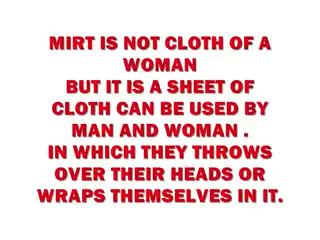 MIRT IS NOT CLOTH OF A
WOMAN
BUT IT IS A SHEET OF
CLOTH CAN BE USED BY
MAN AND WOMAN .
IN WHICH THEY THROWS
OVER THEIR HEADS OR
WRAPS THEMSELVES IN IT.